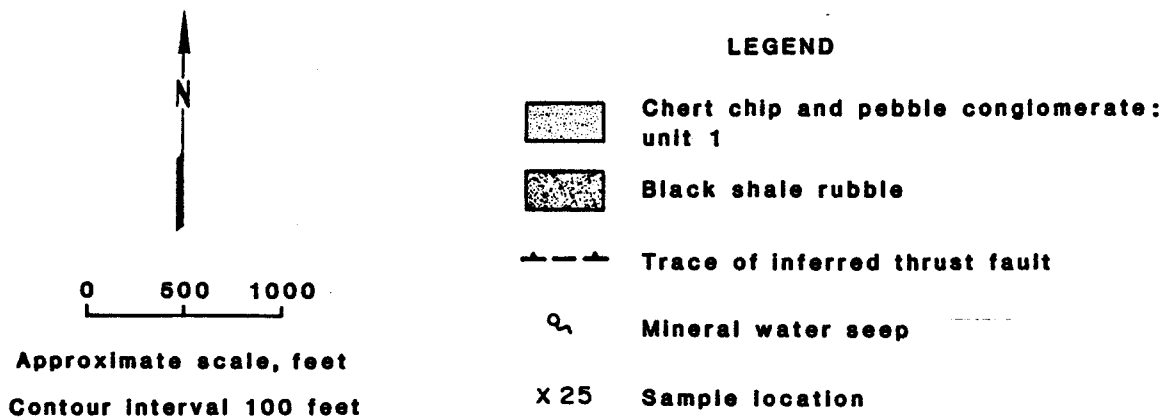 N
0 500 1000
Approximate scale, feet
Contour interval 100 feet
LEGEND
Chert chip and pebble conglomerate:
unit 1
Black shale rubble
Trace of inferred thrust fault
Mineral water seep
x 25 Sample location